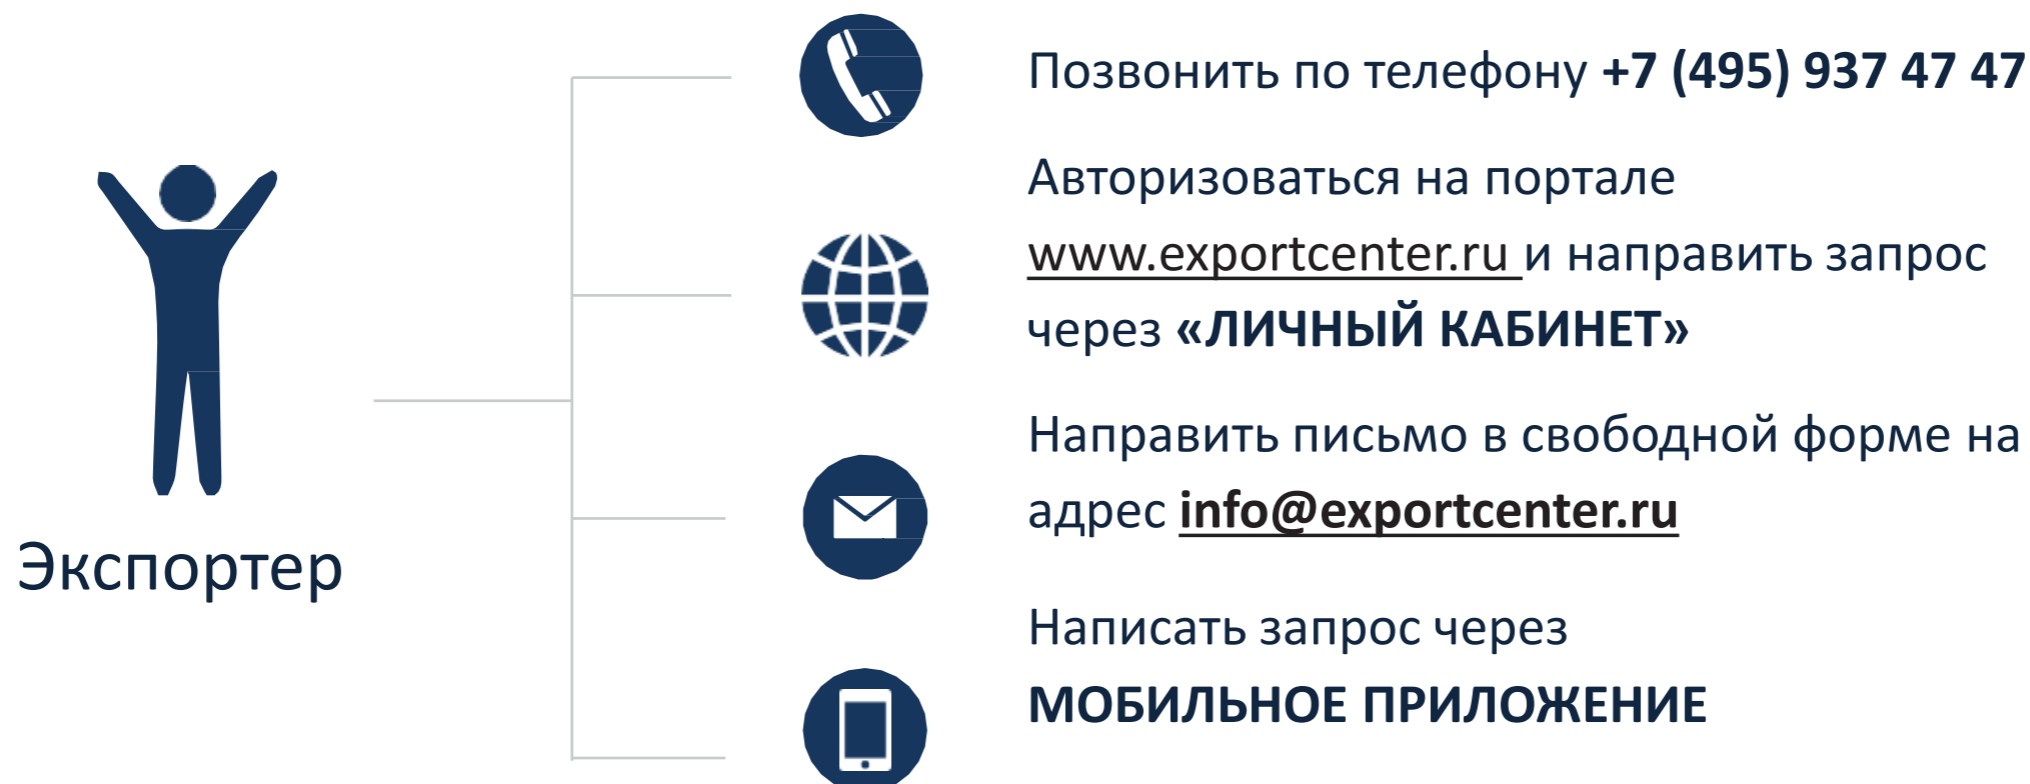 Позвонить по телефону +7 (495) 937 47 47
Авторизоваться на портале
www.exportcenter.ru и направить запрос
через «ЛИЧНЫЙ КАБИНЕТ»
Направить письмо в свободной форме на
адрес info@exportcenter.ru
Экспортер
Написать запрос через
МОБИЛЬНОЕ ПРИЛОЖЕНИЕ